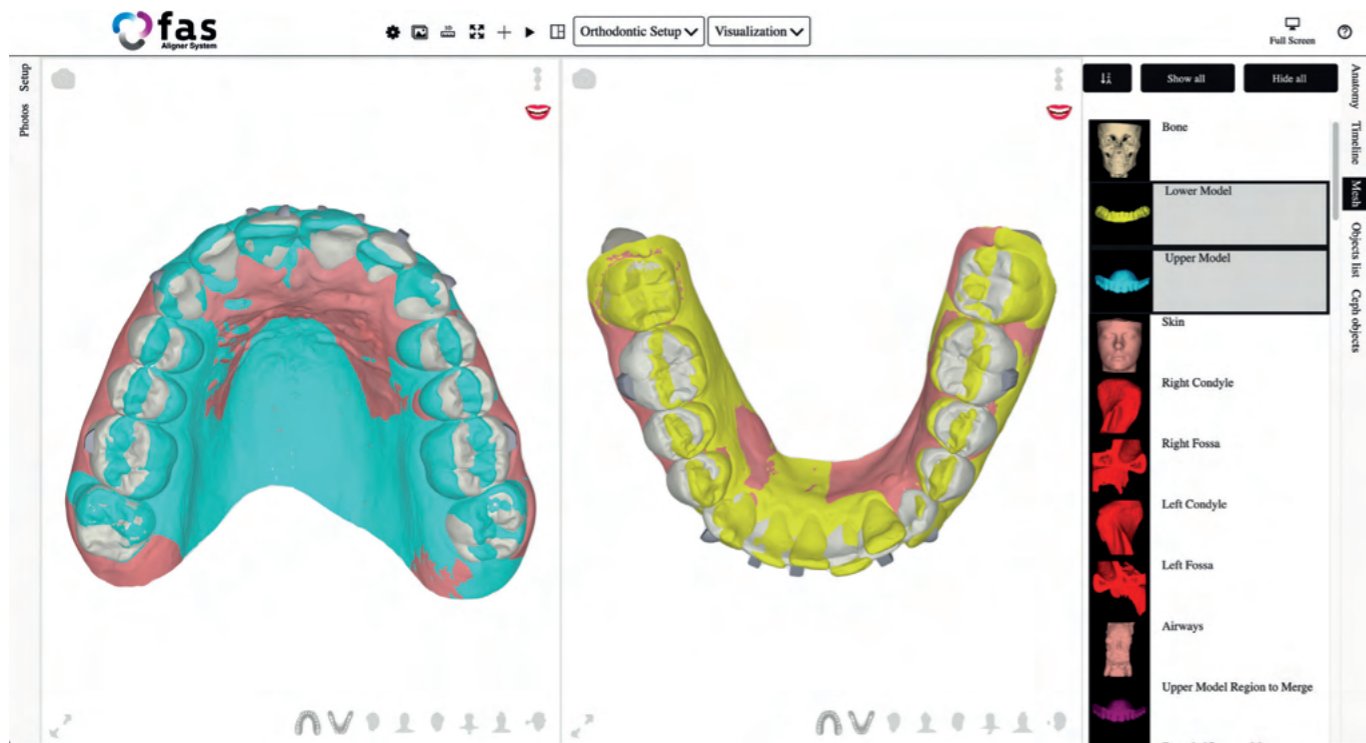 fas
Aligner System
3D
Orthodontic Setup
Visualization
Full Screen
Setup
Photos
Show all
Hide all
Bone
Lower Model
Upper Model
Skin
Right Condyle
Right Fossa
Left Condyle
Left Fossa
Airways
Upper Model Region to Merge
Anatomy
Timeline
Mesh
Objects list
Ceph objects